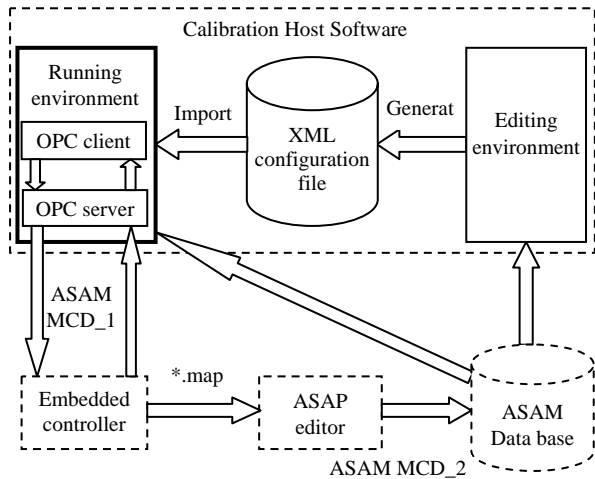 Calibration Host Software
Running
environment
OPC client
OPC server
Import
XML
configuration
file
Generat
Editing
environment
ASAM
MCD_1
Embedded
controller
*.map
ASAP
editor
ASAM MCD_2
ASAM
Data base